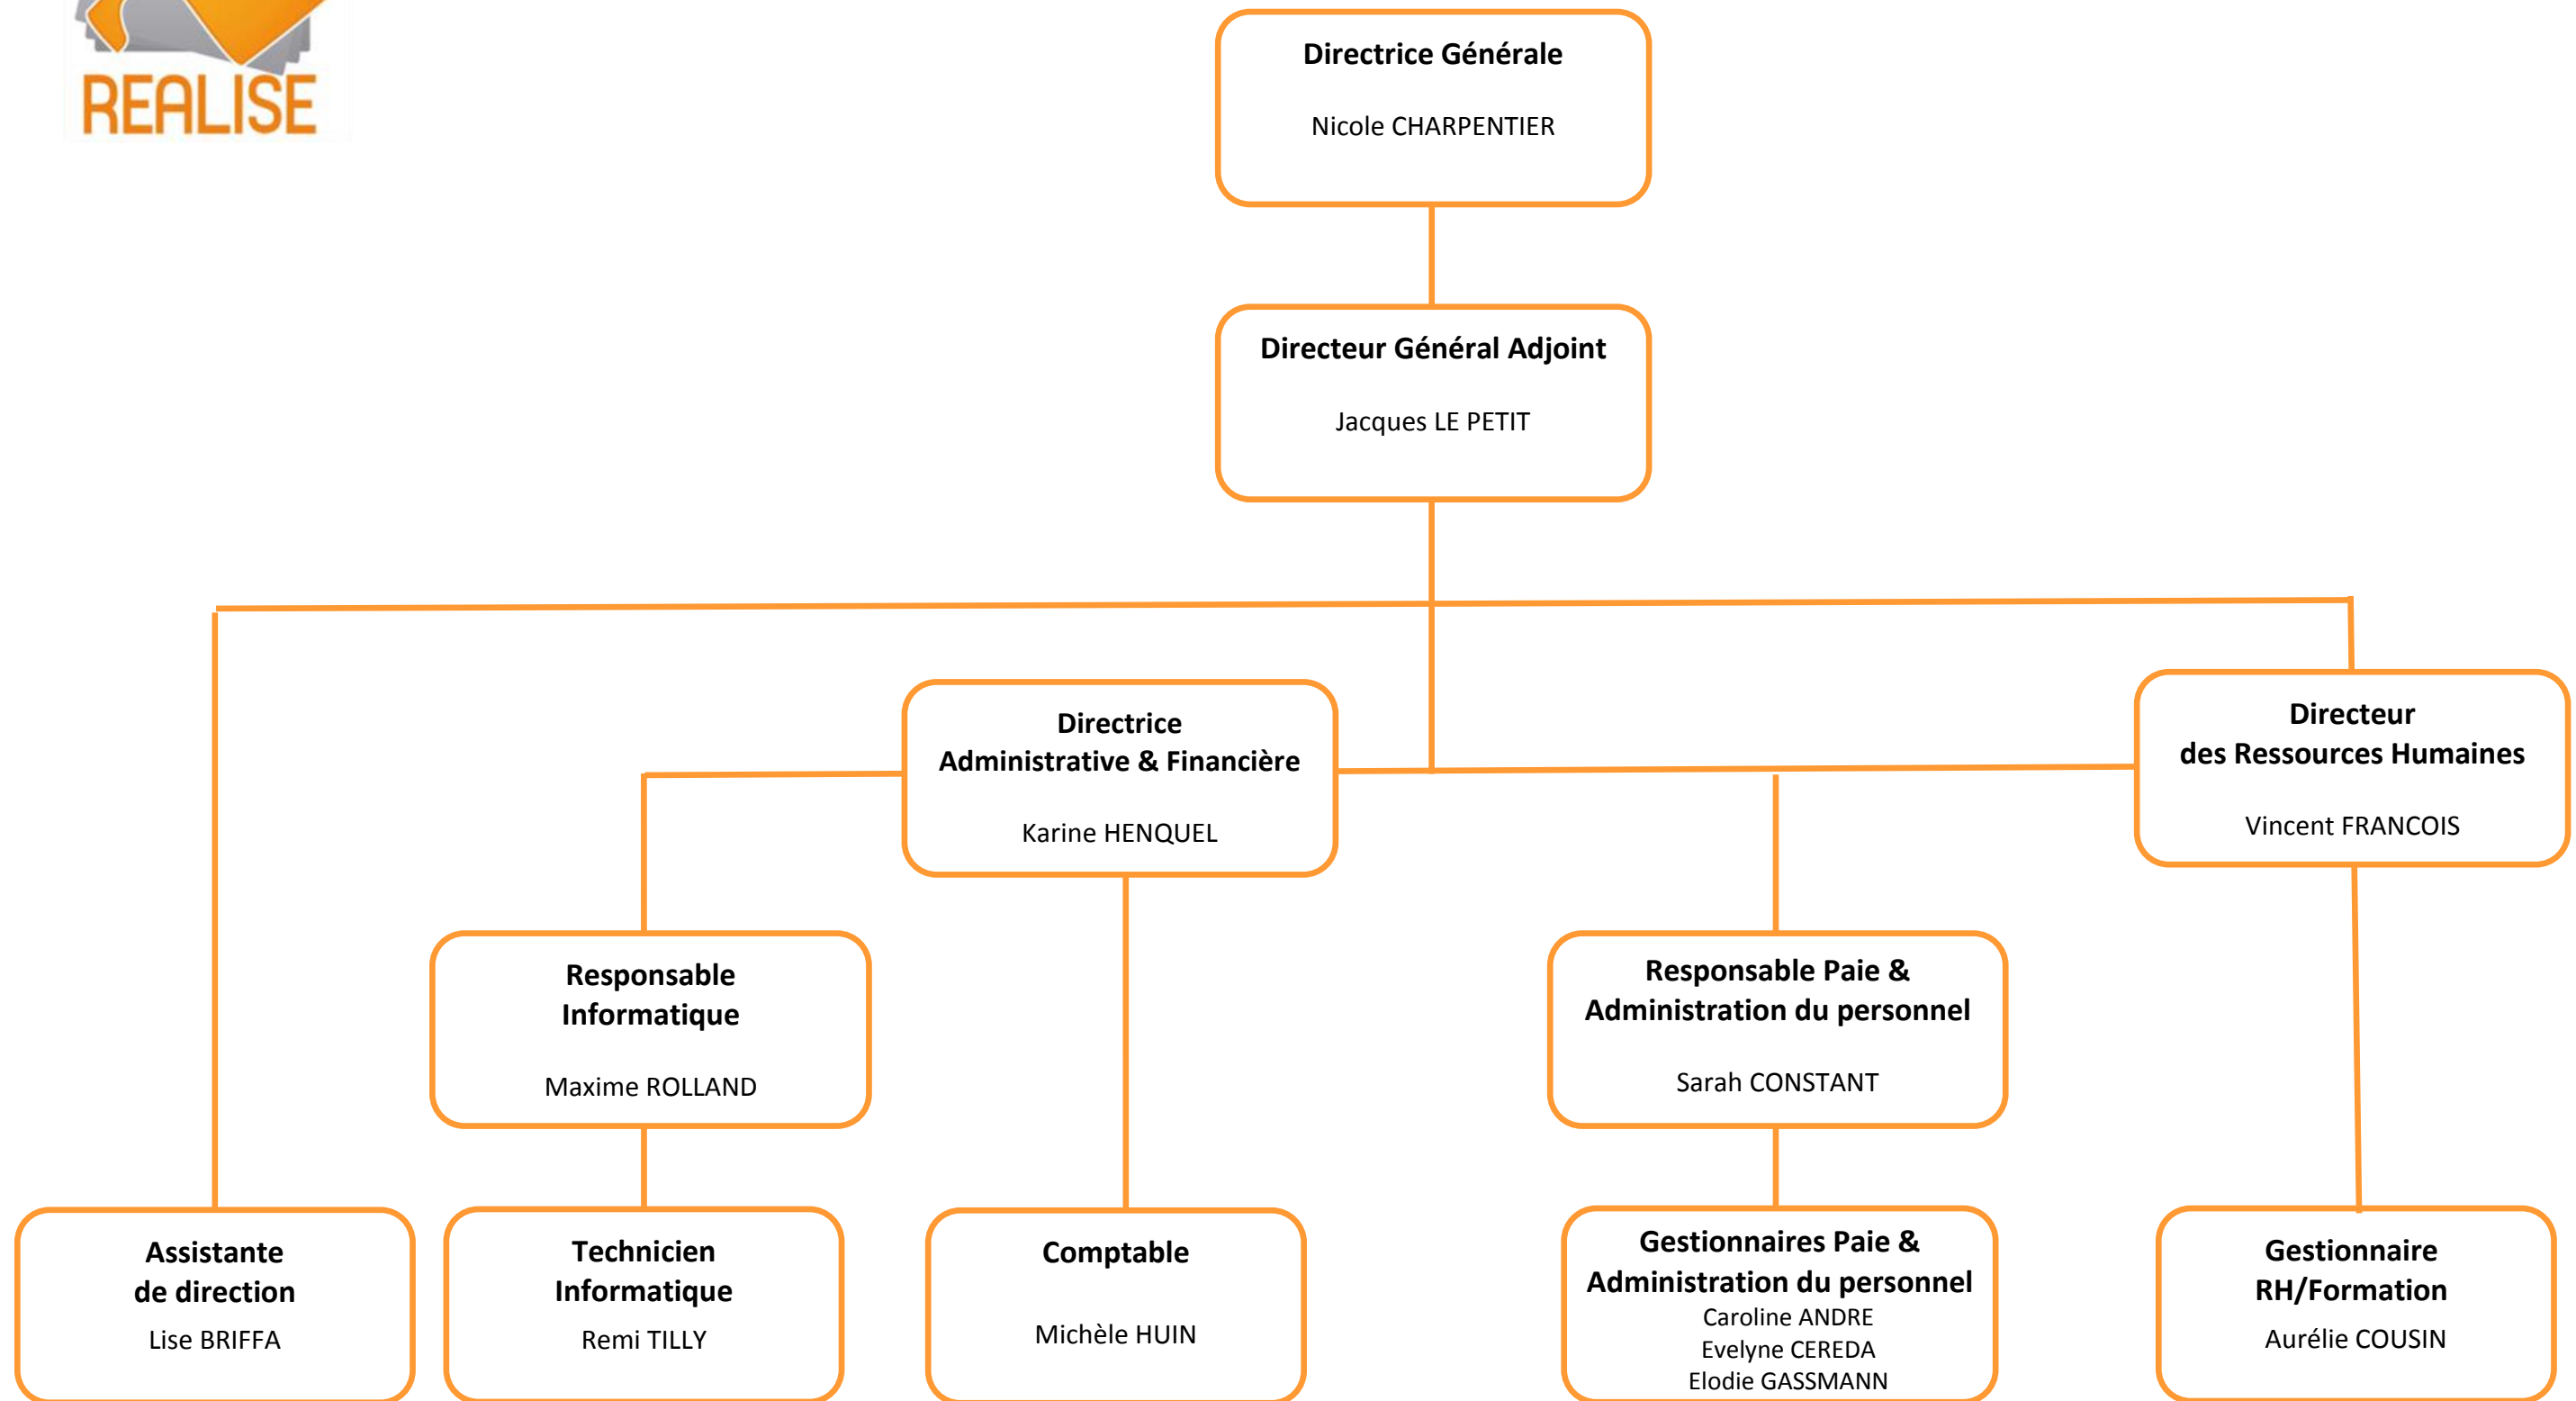 REALISE
Directrice Générale
Nicole CHARPENTIER
Directeur Général Adjoint
Jacques LE PETIT
Directrice
Administrative & Financière
Karine HENQUEL
Directeur
des Ressources Humaines
Vincent FRANCOIS
Responsable
Informatique
Maxime ROLLAND
Responsable Paie &
Administration du personnel
Sarah CONSTANT
Assistante
de direction
Lise BRIFFA
Technicien
Informatique
Remi TILLY
Comptable
Michèle HUIN
Gestionnaires Paie &
Administration du personnel
Caroline ANDRE
Evelyne CEREDA
Elodie GASSMANN
Gestionnaire
RH/Formation
Aurélie COUSIN